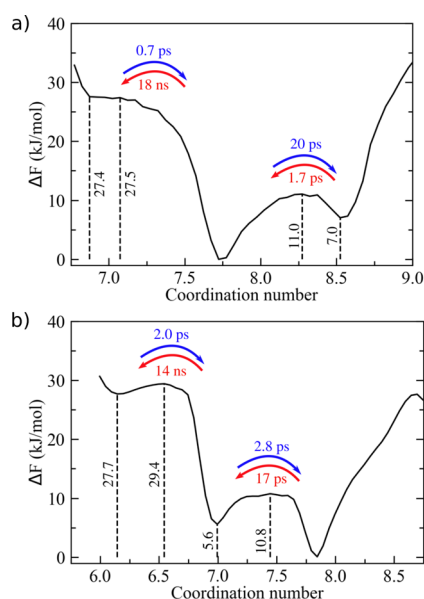 a)
40
30
20
10
0
ΔF (kJ/mol)
0.7 ps
18 ns
20 ps
1.7 ps
27.4
27.5
11.0
7.0
7.0
7.5
8.0
8.5
9.0
Coordination number
b)
40
30
20
10
0
ΔF (kJ/mol)
2.0 ps
14 ns
2.8 ps
17 ps
27.7
29.4
5.6
10.8
6.0
6.5
7.0
7.5
8.0
8.5
Coordination number